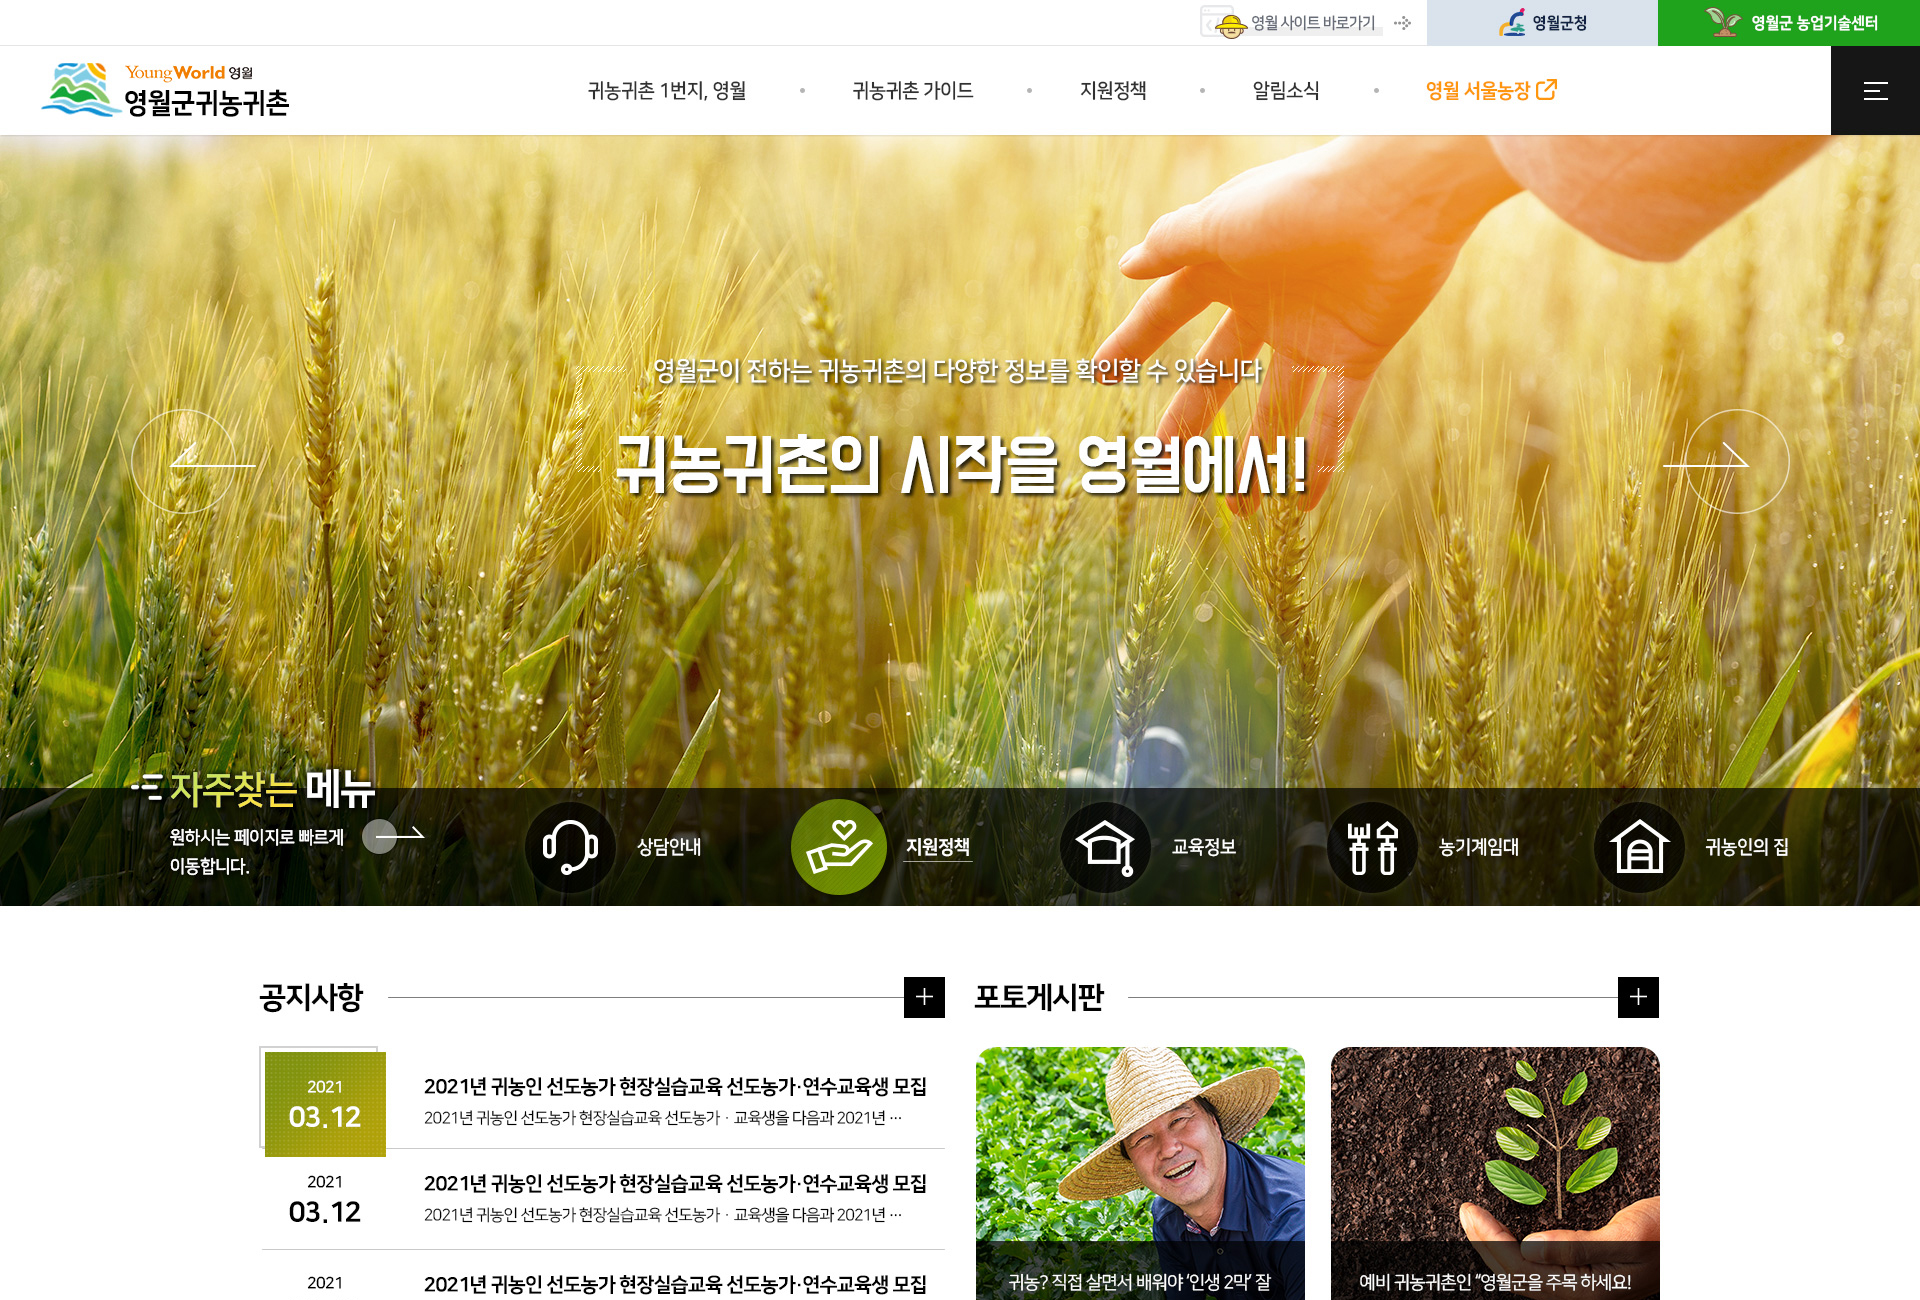 영월 사이트 바로가기
영월군청
영월군 농업기술센터
Young World 영월
영월군귀농귀촌
귀농귀촌 1번지, 영월
귀농귀촌 가이드
지원정책
알림소식
영월 서울농장
영월군이 전하는 귀농귀촌의 다양한 정보를 확인할 수 있습니다
귀농귀촌의 시작을 영월에서!
자주찾는 메뉴
원하시는 페이지로 빠르게
이동합니다.
상담안내
지원정책
교육정보
농기계임대
귀농인의 집
공지사항
2021
03.12
2021년 귀농인 선도농가 현장실습교육 선도농가·연수교육생 모집
2021년 귀농인 선도농가 현장실습교육 선도농가 · 교육생을 다음과 2021년 ···
2021
03.12
2021년 귀농인 선도농가 현장실습교육 선도농가·연수교육생 모집
2021년 귀농인 선도농가 현장실습교육 선도농가 · 교육생을 다음과 2021년 ···
2021
2021년 귀농인 선도농가 현장실습교육 선도농가·연수교육생 모집
포토게시판
귀농? 직접 살면서 배워야 ‘인생 2막’ 잘
예비 귀농귀촌인 “영월군을 주목 하세요!